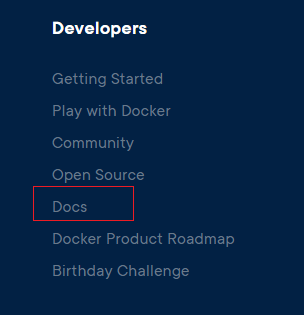 Developers
Getting Started
Play with Docker
Community
Open Source
Docs
Docker Product Roadmap
Birthday Challenge